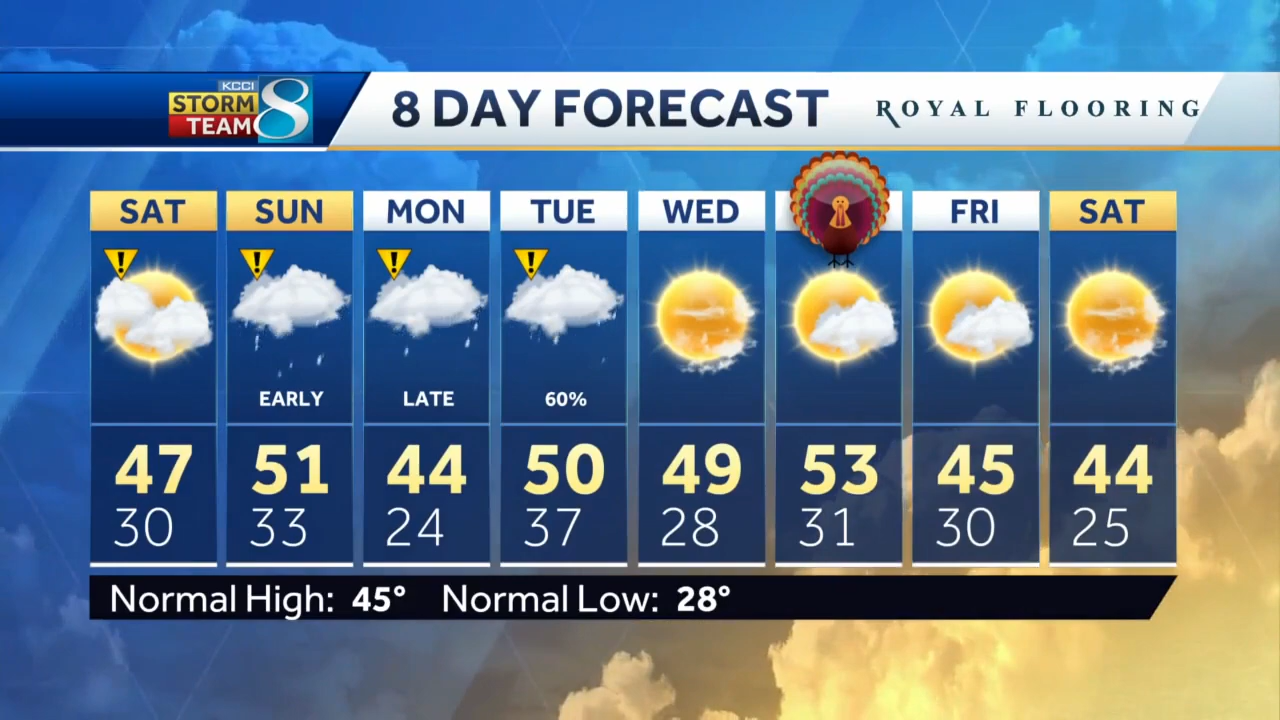 KCCI
STORM
TEAM
8
8 DAY FORECAST
ROYAL FLOORING
SAT SUN MON TUE WED FRI SAT
! ! ! !
EARLY LATE 60%
47 51 44 50 49 53 45 44
30 33 24 37 28 31 30 25
Normal High: 45° Normal Low: 28°